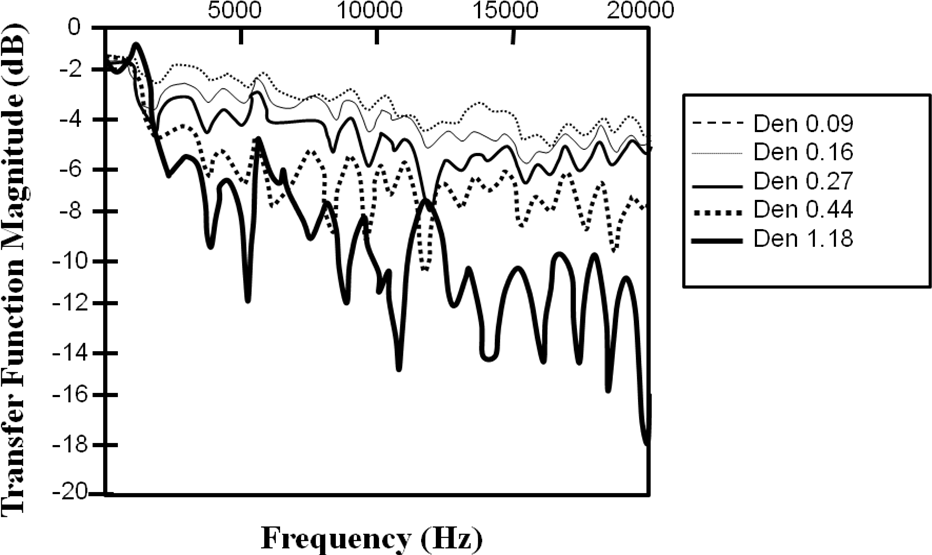 5000 10000 15000 20000
0
-2
-4
-6
-8
-10
-12
-14
-16
-18
-20
Transfer Function Magnitude (dB)
Frequency (Hz)
Den 0.09
Den 0.16
Den 0.27
Den 0.44
Den 1.18